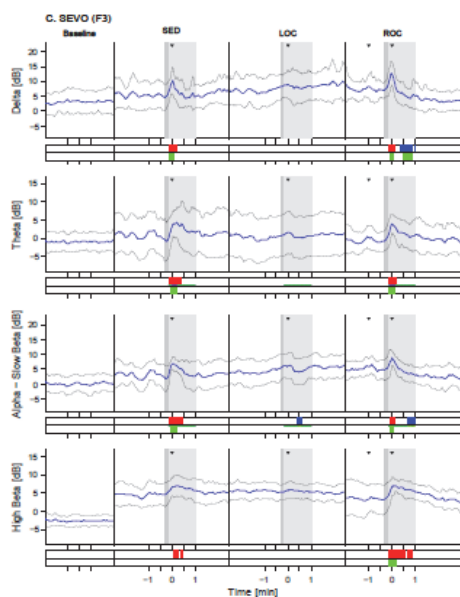 C. SEVO (F3)
Baseline SED LOC ROC
Delta [dB]
20
15
10
5
0
−5
Theta [dB]
15
10
5
0
−5
Alpha – Slow Beta [dB]
20
15
10
5
0
−5
High Beta [dB]
15
10
5
0
−5
−1 0 1 −1 0 1 −1 0 1
Time [min]